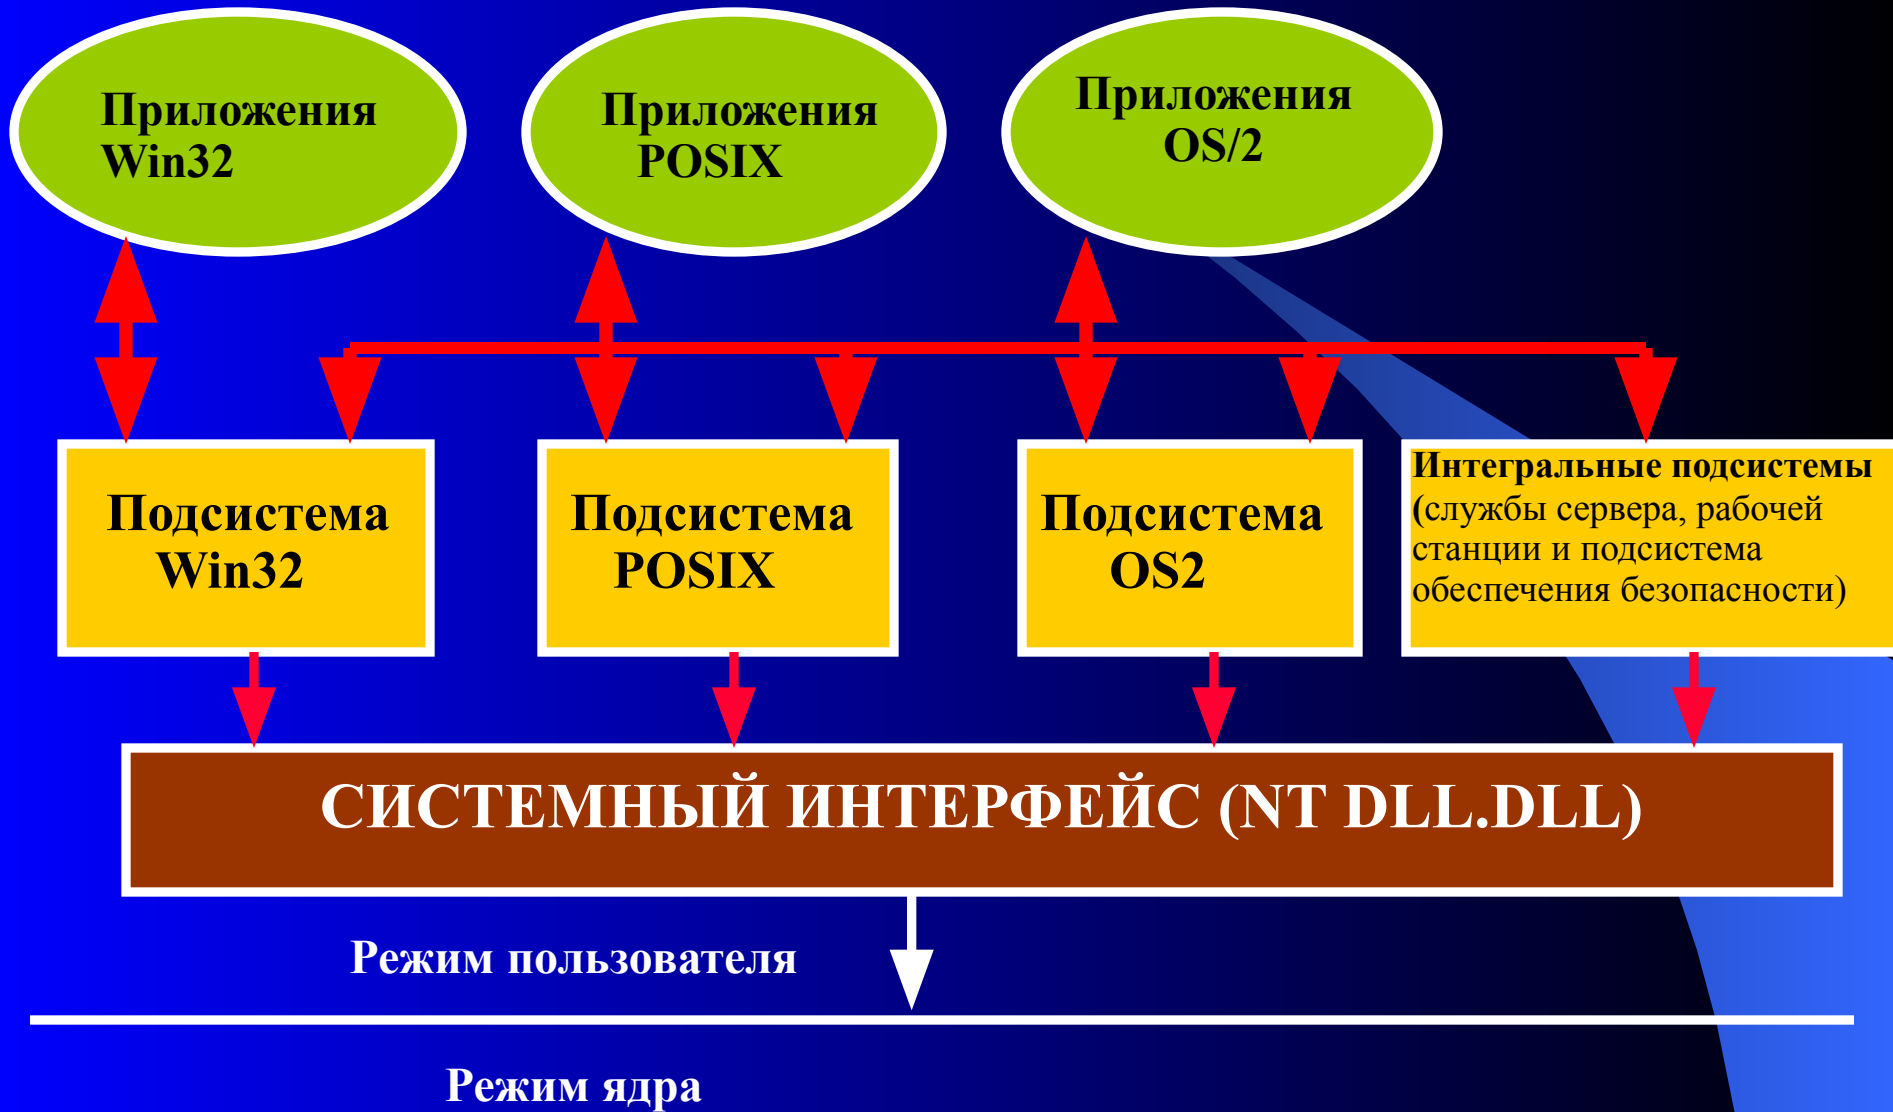 Приложения
Win32
Приложения
POSIX
Приложения
OS/2
Подсистема
Win32
Подсистема
POSIX
Подсистема
OS2
Интегральные подсистемы
(службы сервера, рабочей
станции и подсистема
обеспечения безопасности)
СИСТЕМНЫЙ ИНТЕРФЕЙС (NT DLL.DLL)
Режим пользователя
Режим ядра